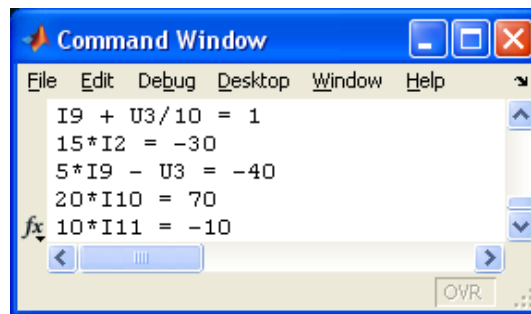 Command Window
File Edit Debug Desktop Window Help
I9 + U3/10 = 1
15*I2 = -30
5*I9 - U3 = -40
20*I10 = 70
fx 10*I11 = -10
OVR